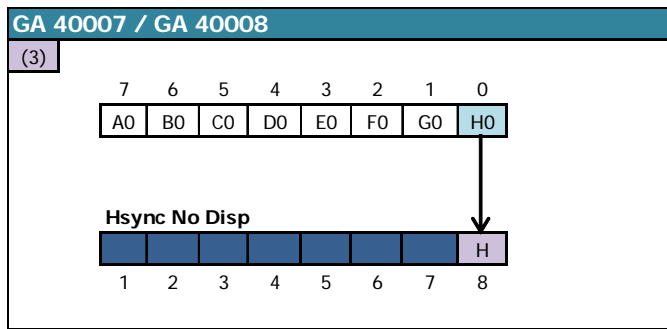 GA 40007 / GA 40008
(3)
7 6 5 4 3 2 1 0
A0 B0 C0 D0 E0 F0 G0 H0
Hsync No Disp
H
1 2 3 4 5 6 7 8